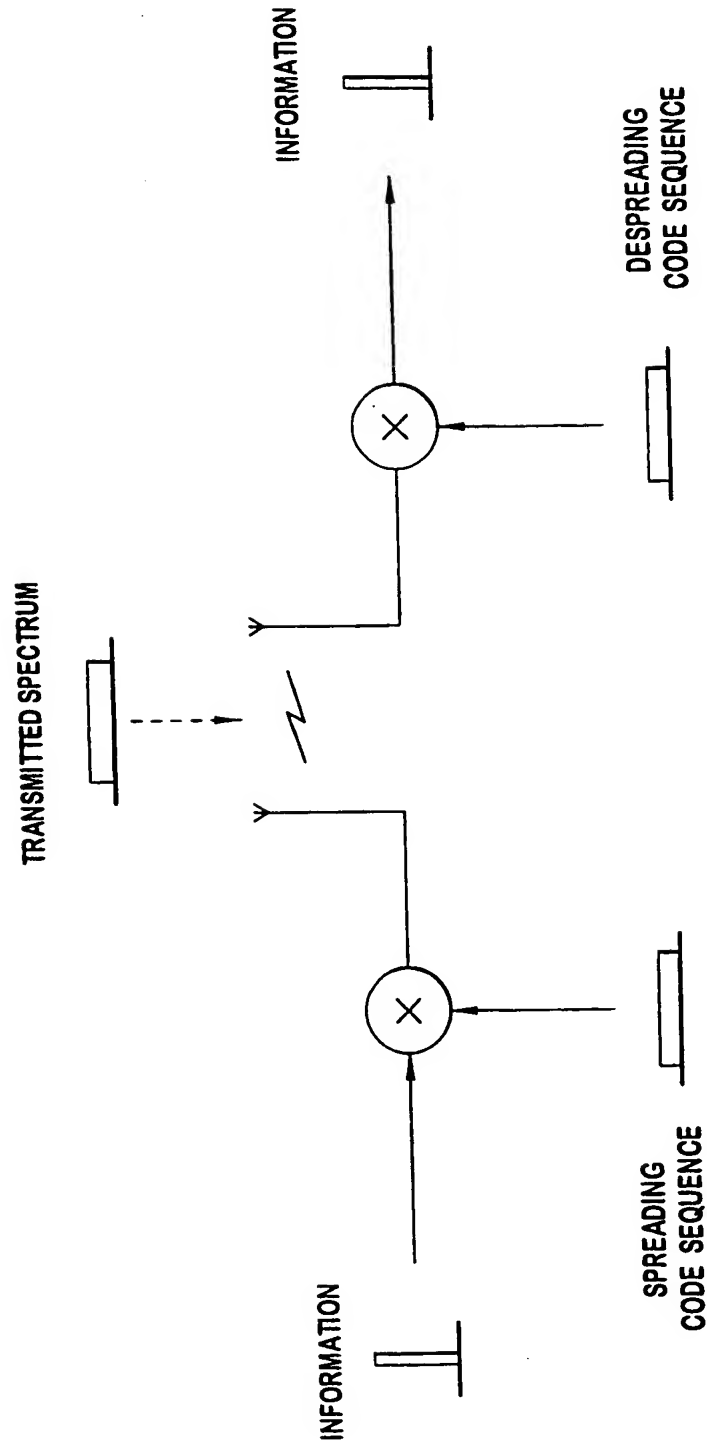 TRANSMITTED SPECTRUM
INFORMATION
SPREADING
CODE SEQUENCE
DESPREADING
CODE SEQUENCE
INFORMATION